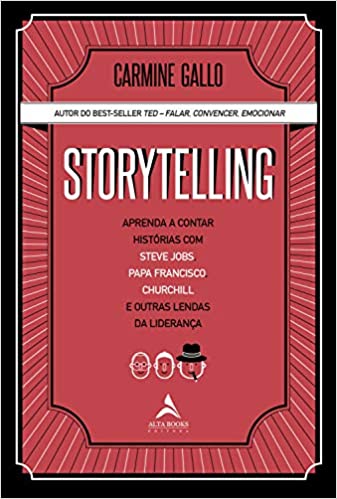 CARMINE GALLO
AUTOR DO BEST-SELLER TED – FALAR, CONVENCER, EMOCIONAR
STORYTELLING
APRENDA A CONTAR
HISTÓRIAS COM
STEVE JOBS
PAPA FRANCISCO
CHURCHILL
E OUTRAS LENDAS
DA LIDERANÇA
ALTA BOOKS
EDITORA